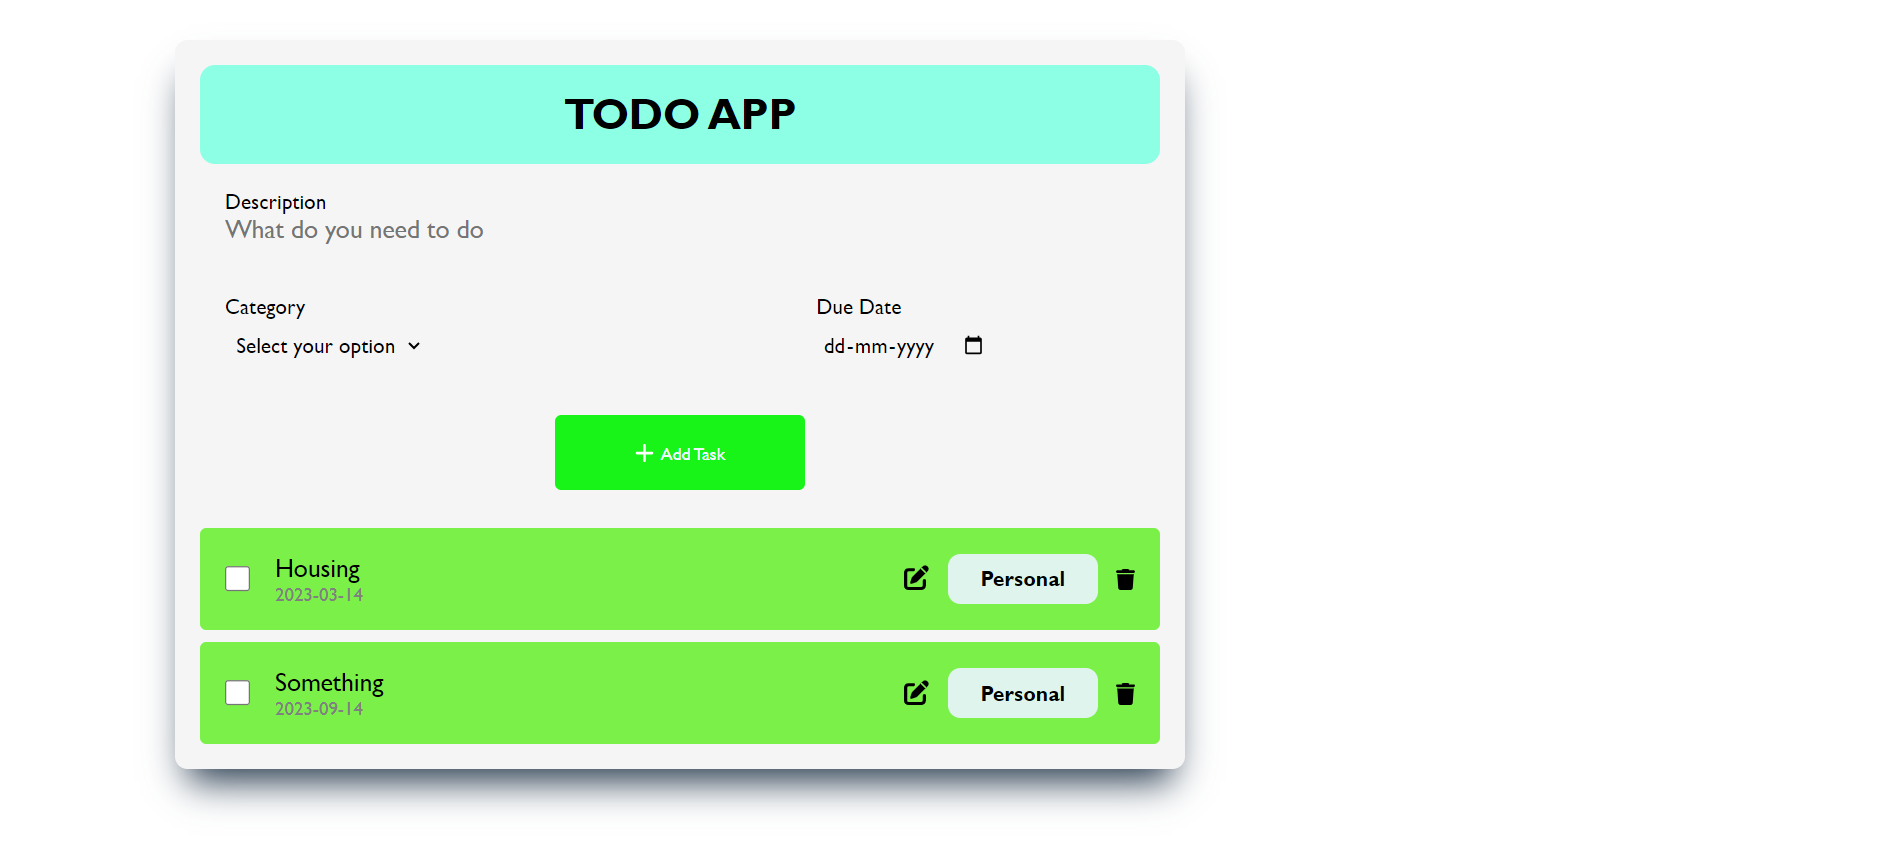 TODO APP
Description
What do you need to do
Category
Due Date
Select your option
dd-mm-yyyy
Add Task
Housing
2023-03-14
Personal
Something
2023-09-14
Personal